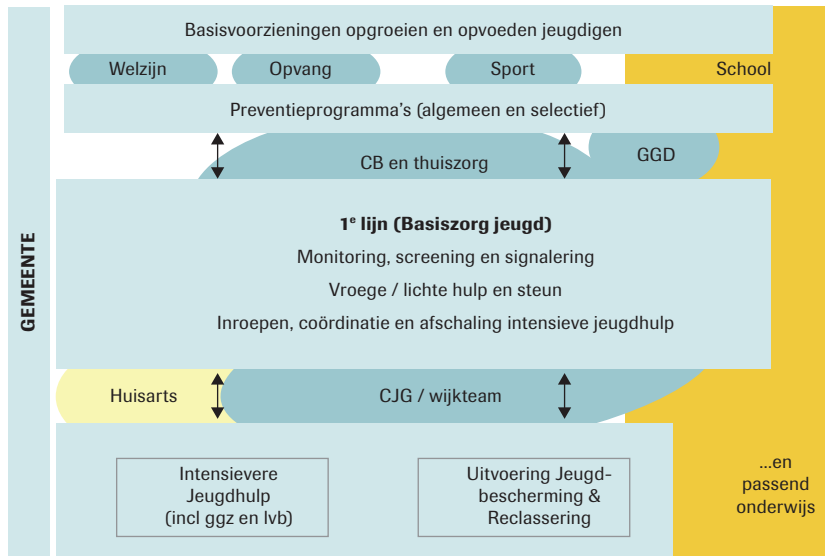 Basisvoorzieningen opgroeien en opvoeden jeugdigen
Welzijn
Opvang
Sport
School
Preventieprogramma's (algemeen en selectief)
CB en thuiszorg
GGD
GEMEENTE
1e lijn (Basiszorg jeugd)
Monitoring, screening en signalering
Vroege / lichte hulp en steun
Inroepen, coördinatie en afschaling intensieve jeugdhulp
Huisarts
CJG / wijkteam
Intensievere
Jeugdhulp
(incl ggz en lvb)
Uitvoering Jeugd-
bescherming &
Reclassering
...en
passend
onderwijs